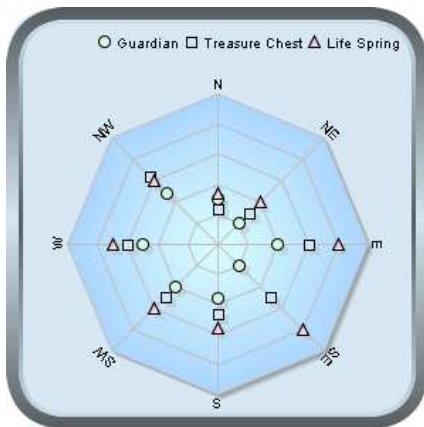 Guardian Treasure Chest Life Spring
N
NW NE
W E
SW SE
S